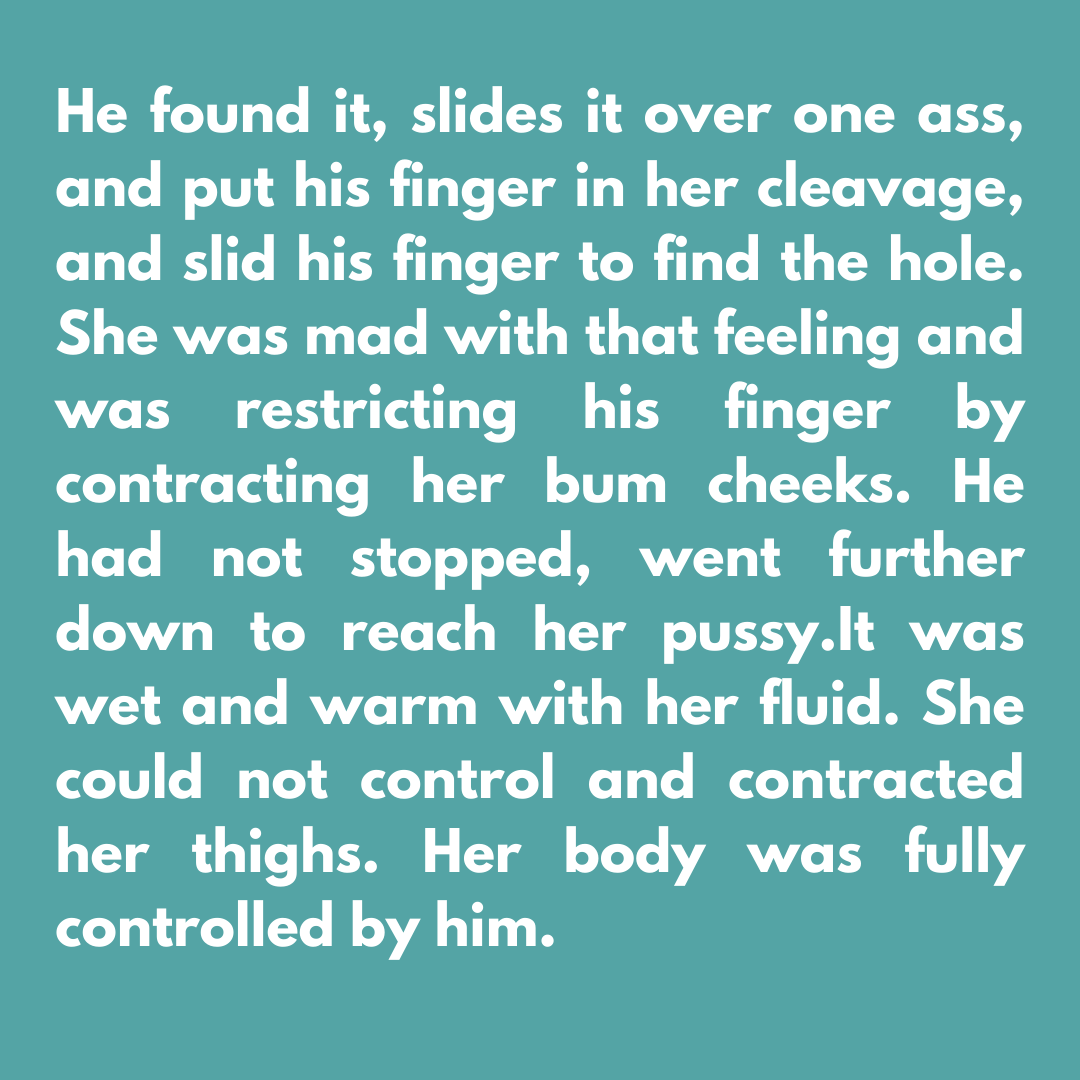 He found it, slides it over one ass,
and put his finger in her cleavage,
and slid his finger to find the hole.
She was mad with that feeling and
was restricting his finger by
contracting her bum cheeks. He
had not stopped, went further
down to reach her pussy.It was
wet and warm with her fluid. She
could not control and contracted
her thighs. Her body was fully
controlled by him.